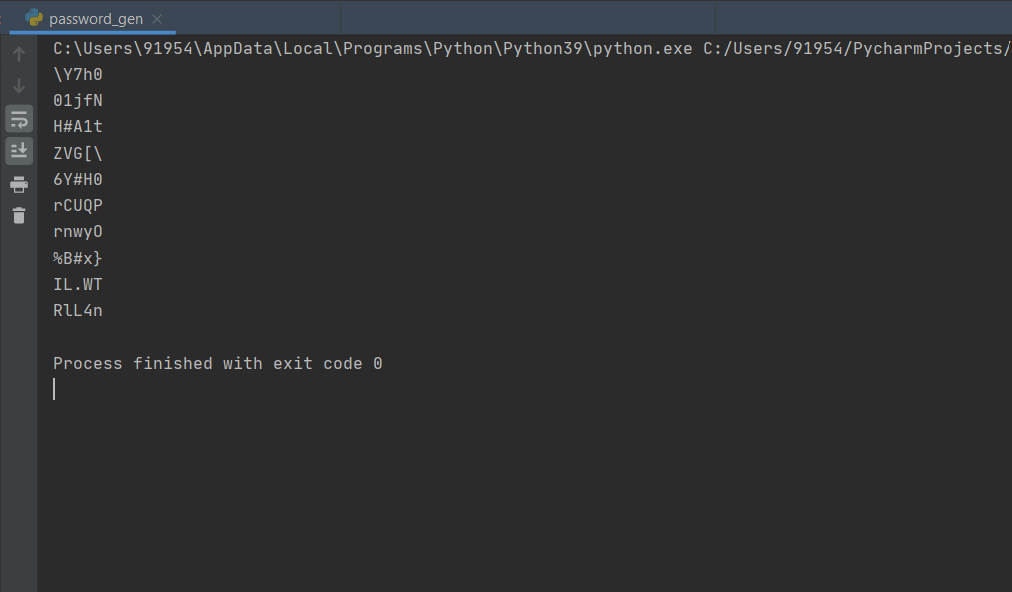 password_gen
C:\Users\91954\AppData\Local\Programs\Python\Python39\python.exe C:/Users/91954/PycharmProjects/
\Y7h0
01jfN
H#A1t
ZVG[\
6Y#H0
rCUQP
rnwyO
%B#x}
IL.WT
RlL4n
Process finished with exit code 0